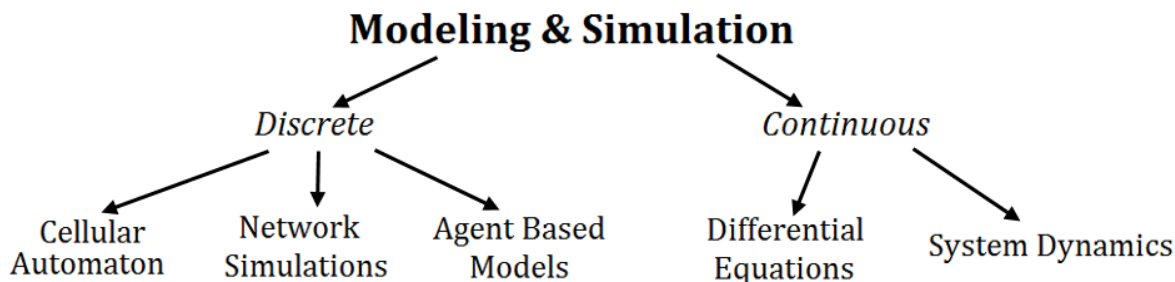 Modeling & Simulation
Discrete
Continuous
Cellular
Automaton
Network
Simulations
Agent Based
Models
Differential
Equations
System Dynamics